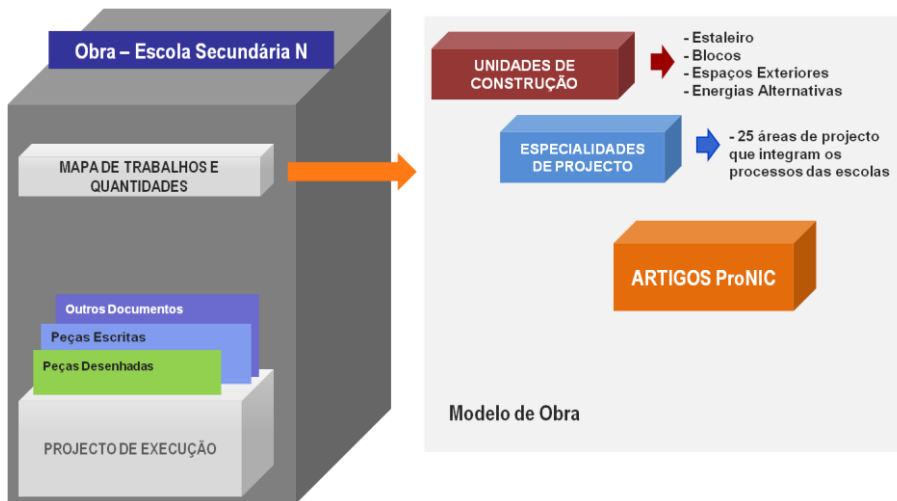 Obra – Escola Secundária N
MAPA DE TRABALHOS E
QUANTIDADES
Outros Documentos
Peças Escritas
Peças Desenhadas
PROJECTO DE EXECUÇÃO
UNIDADES DE
CONSTRUÇÃO
- Estaleiro
- Blocos
- Espaços Exteriores
- Energias Alternativas
ESPECIALIDADES
DE PROJECTO
- 25 áreas de projecto
que integram os
processos das escolas
ARTIGOS ProNIC
Modelo de Obra